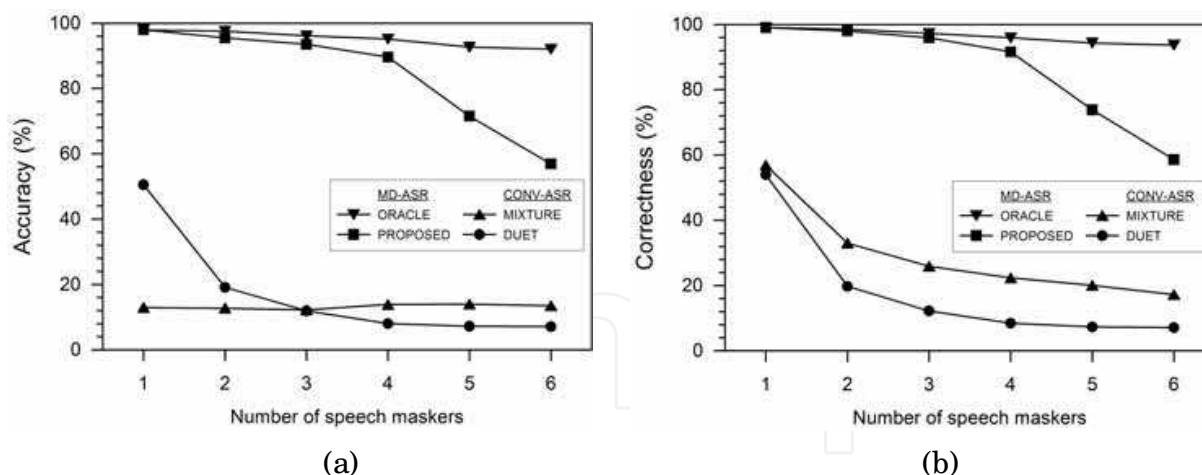 100
80
60
40
20
0
Accuracy (%)
MD-ASR CONV-ASR
ORACLE MIXTURE
PROPOSED DUET
1 2 3 4 5 6
Number of speech maskers
(a)
100
80
60
40
20
0
Correctness (%)
MD-ASR CONV-ASR
ORACLE MIXTURE
PROPOSED DUET
1 2 3 4 5 6
Number of speech maskers
(b)